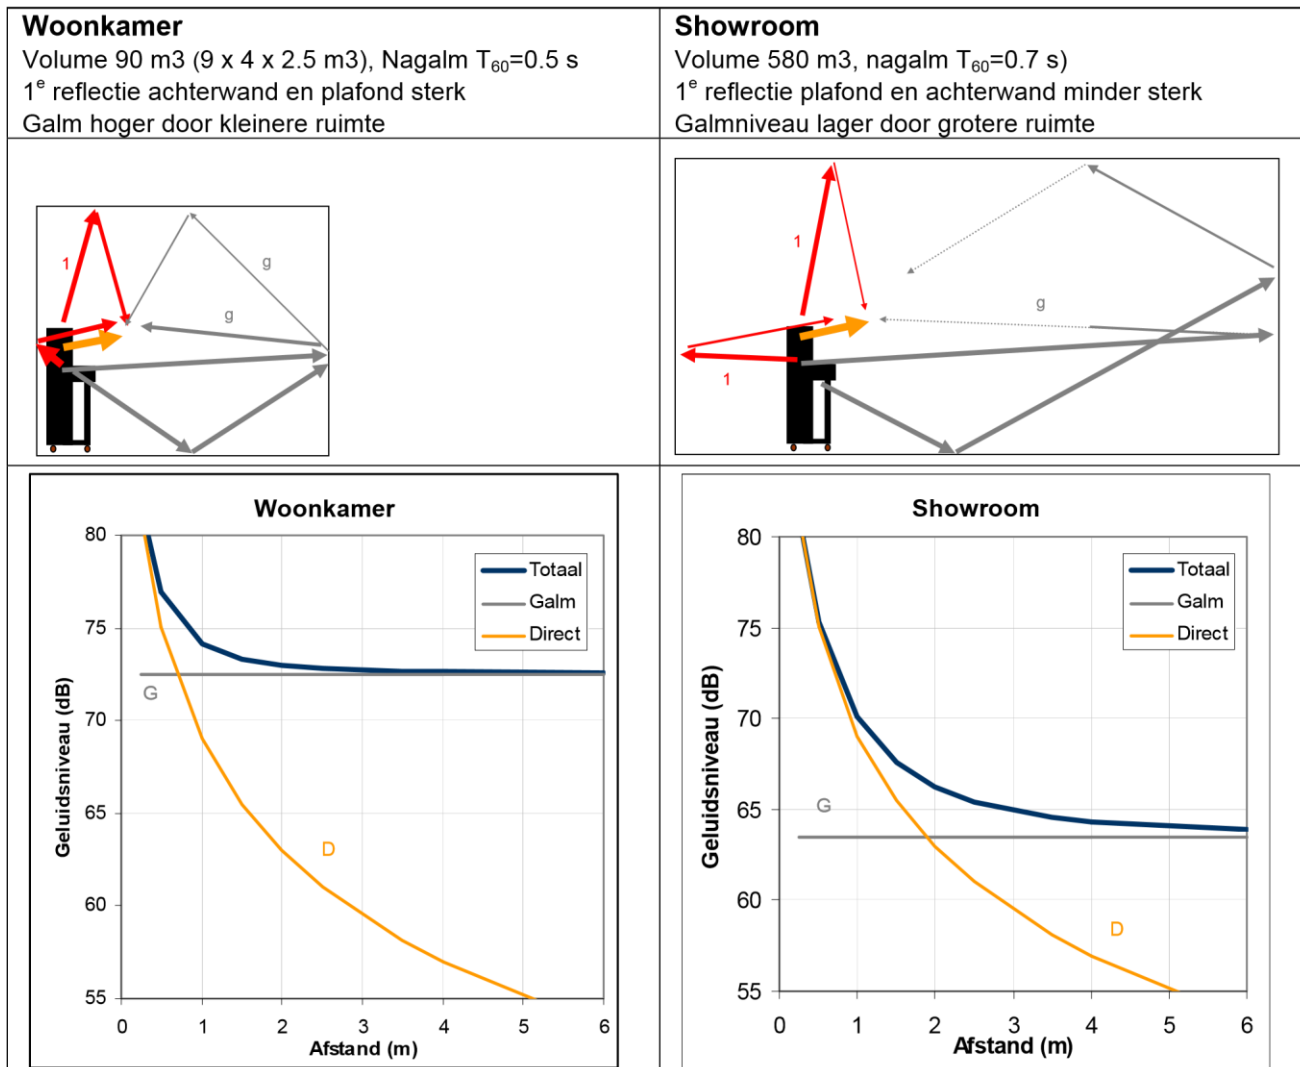 Woonkamer
Volume 90 m3 (9 x 4 x 2.5 m3), Nagalm T60=0.5 s
1e reflectie achterwand en plafond sterk
Galm hoger door kleinere ruimte
Showroom
Volume 580 m3, nagalm T60=0.7 s)
1e reflectie plafond en achterwand minder sterk
Galmniveau lager door grotere ruimte
1
g
g
1
1
g
Woonkamer
Geluidsniveau (dB)
80
75
70
65
60
55
Totaal
Galm
Direct
G
D
0 1 2 3 4 5 6
Afstand (m)
Showroom
Geluidsniveau (dB)
80
75
70
65
60
55
Totaal
Galm
Direct
G
D
0 1 2 3 4 5 6
Afstand (m)